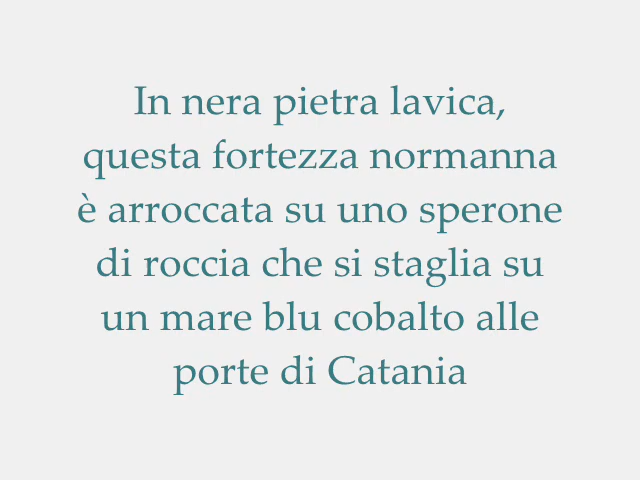 In nera pietra lavica,
questa fortezza normanna
è arroccata su uno sperone
di roccia che si staglia su
un mare blu cobalto alle
porte di Catania